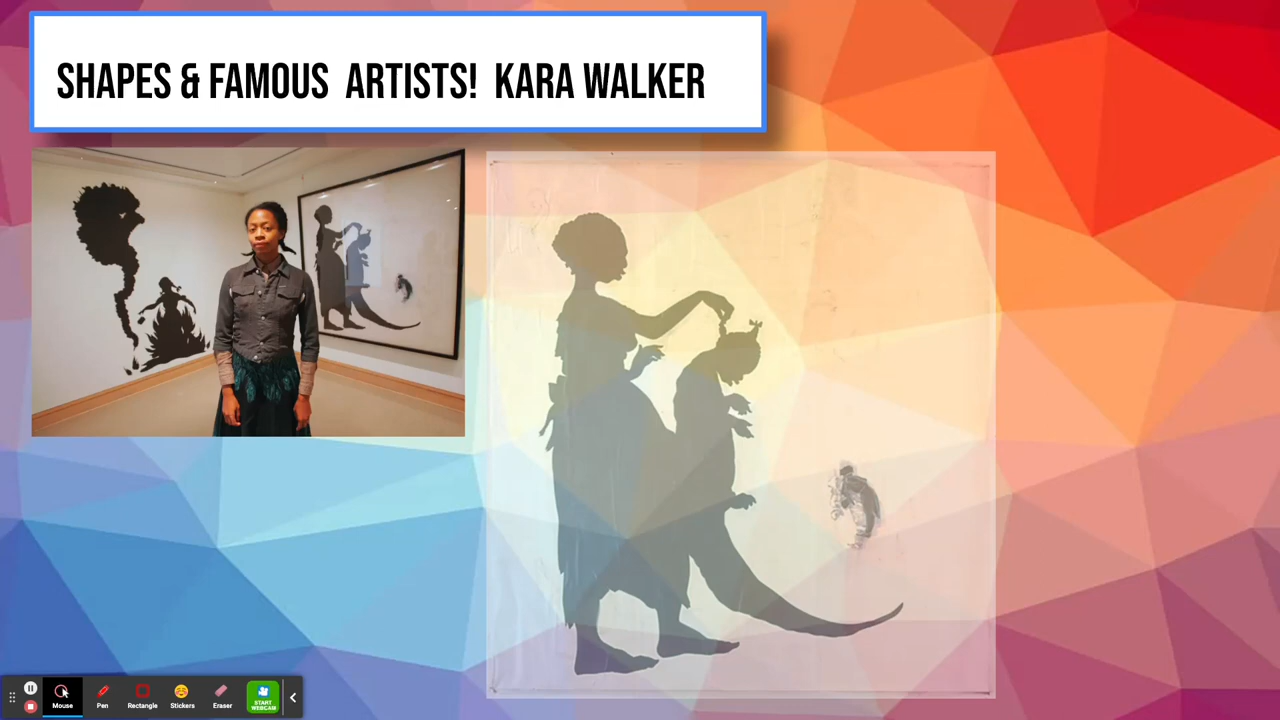 SHAPES & FAMOUS ARTISTS! KARA WALKER
Mouse
Pen
Rectangle
Stickers
Eraser
START
WEBCAM